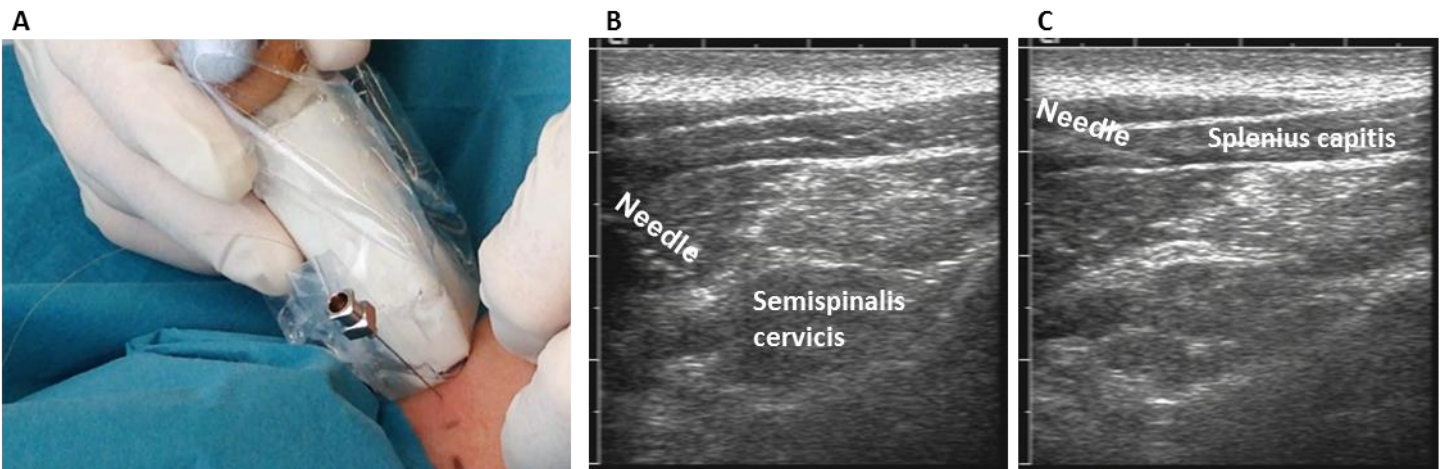 A
B
C
Needle
Semispinalis
cervicis
Needle
Splenius capitis